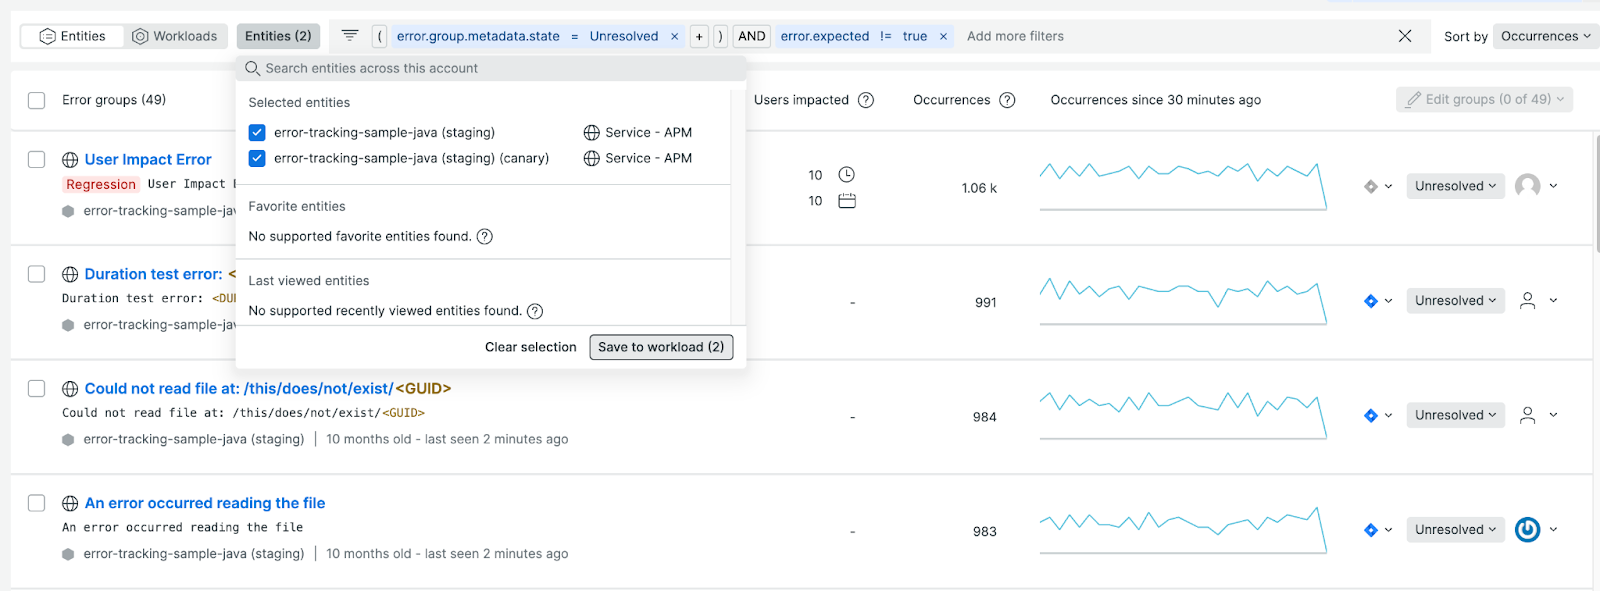 Entities Workloads Entities (2) ( error.group.metadata.state = Unresolved × + ) AND error.expected != true × Add more filters Sort by Occurrences
Search entities across this account
Error groups (49) Users impacted ? Occurrences ? Occurrences since 30 minutes ago Edit groups (0 of 49)
Selected entities
error-tracking-sample-java (staging) Service - APM
error-tracking-sample-java (staging) (canary) Service - APM
Favorite entities
No supported favorite entities found. ?
Last viewed entities
No supported recently viewed entities found. ?
Clear selection Save to workload (2)
User Impact Error
Regression User Impact
error-tracking-sample-jav
10
10
1.06 k
Unresolved
Duration test error: <
Duration test error: <DU
error-tracking-sample-jav
-
991
Unresolved
Could not read file at: /this/does/not/exist/<GUID>
Could not read file at: /this/does/not/exist/<GUID>
error-tracking-sample-java (staging) | 10 months old - last seen 2 minutes ago
-
984
Unresolved
An error occurred reading the file
An error occurred reading the file
error-tracking-sample-java (staging) | 10 months old - last seen 2 minutes ago
-
983
Unresolved